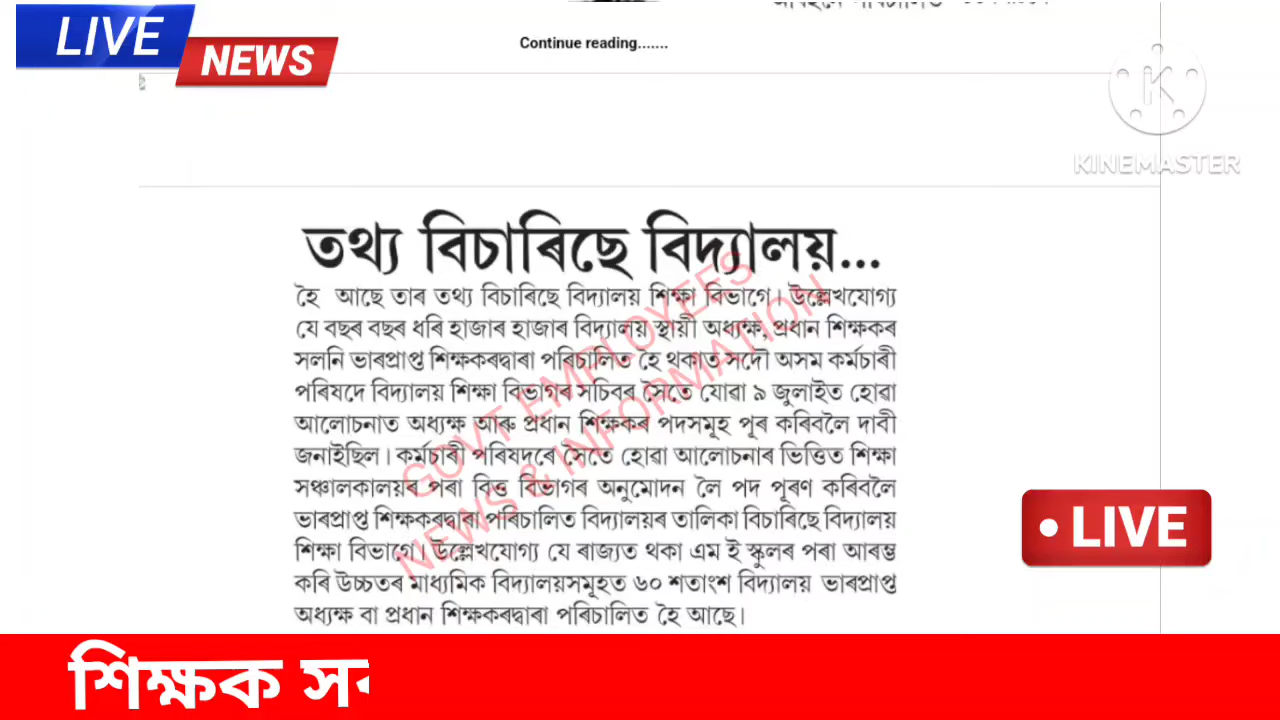 LIVE
NEWS
Continue reading.......
KINEMASTER
তথ্য বিচাৰিছে বিদ্যালয়...
হৈ আছে তাৰ তথ্য বিচাৰিছে বিদ্যালয় শিক্ষা বিভাগে। উল্লেখযোগ্য
যে বছৰ বছৰ ধৰি হাজাৰ হাজাৰ বিদ্যালয় স্থায়ী অধ্যক্ষ, প্ৰধান শিক্ষকৰ
সলনি ভাৰপ্ৰাপ্ত শিক্ষকৰদ্বাৰা পৰিচালিত হৈ থকাত সদৌ অসম কৰ্মচাৰী
পৰিষদে বিদ্যালয় শিক্ষা বিভাগৰ সচিবৰ সৈতে যোৱা ৯ জুলাইত হোৱা
আলোচনাত অধ্যক্ষ আৰু প্ৰধান শিক্ষকৰ পদসমূহ পূৰ কৰিবলৈ দাবী
জনাইছিল। কৰ্মচাৰী পৰিষদৰে সৈতে হোৱা আলোচনাৰ ভিত্তিত শিক্ষা
সঞ্চালকালয়ৰ পৰা বিত্ত বিভাগৰ অনুমোদন লৈ পদ পূৰণ কৰিবলৈ
ভাৰপ্ৰাপ্ত শিক্ষকৰদ্বাৰা পৰিচালিত বিদ্যালয়ৰ তালিকা বিচাৰিছে বিদ্যালয়
শিক্ষা বিভাগে। উল্লেখযোগ্য যে ৰাজ্যত থকা এম ই স্কুলৰ পৰা আৰম্ভ
কৰি উচ্চতৰ মাধ্যমিক বিদ্যালয়সমূহত ৬০ শতাংশ বিদ্যালয় ভাৰপ্ৰাপ্ত
অধ্যক্ষ বা প্ৰধান শিক্ষকৰদ্বাৰা পৰিচালিত হৈ আছে।
GOVT EMPLOYEES
NEWS & INFORMATION
• LIVE
শিক্ষক